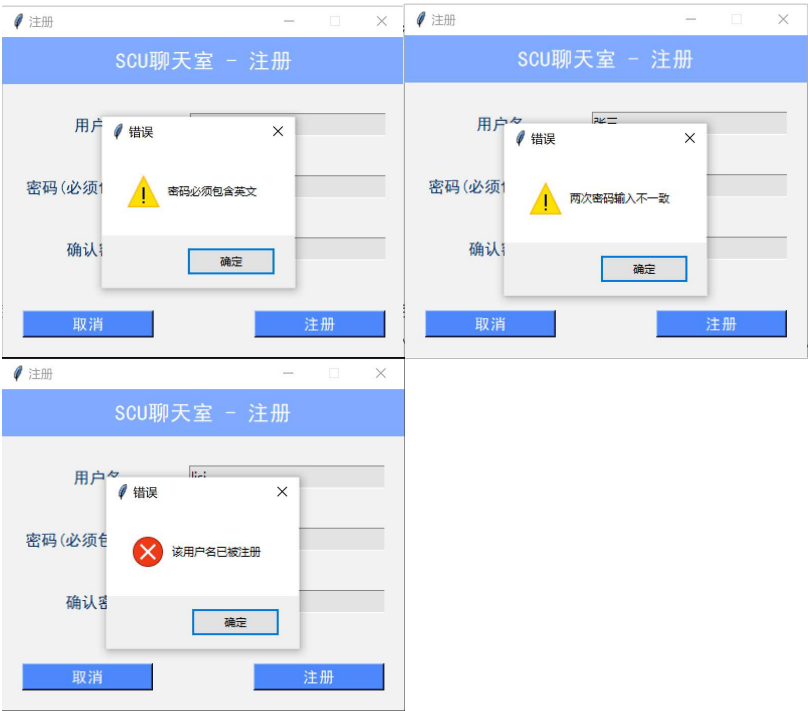 注册
SCU聊天室 - 注册
用户
错误
密码必须包含英文
密码(必须
确认
确定
取消
注册
注册
SCU聊天室 - 注册
用户名
错误
两次密码输入不一致
密码(必须
确认
确定
取消
注册
注册
SCU聊天室 - 注册
用户名
lisi
错误
该用户名已被注册
密码(必须包
确认密
确定
取消
注册